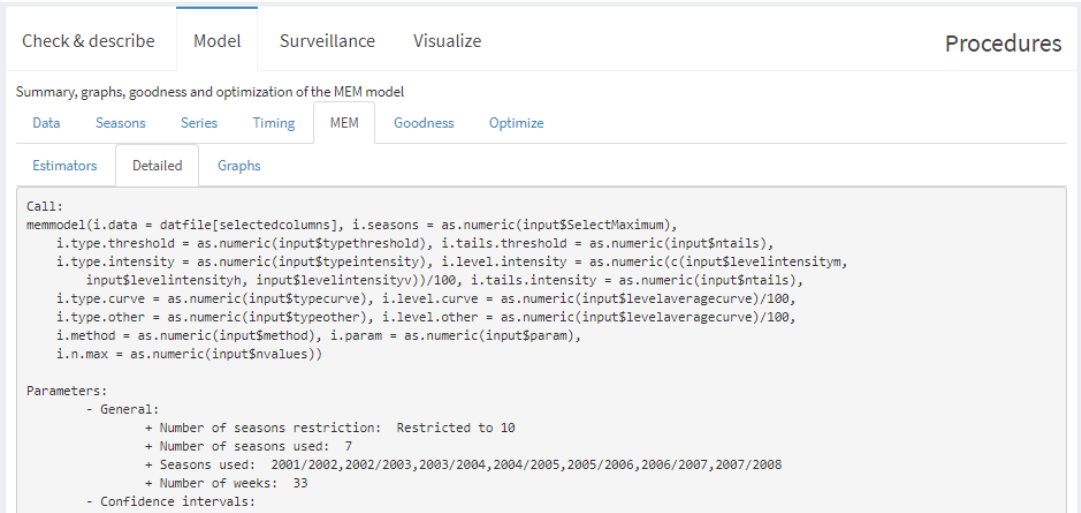 Check & describe Model Surveillance Visualize Procedures
Summary, graphs, goodness and optimization of the MEM model
Data Seasons Series Timing MEM Goodness Optimize
Estimators Detailed Graphs
Call:
memmodel(i.data = datfile[selectedcolumns], i.seasons = as.numeric(input$SelectMaximum),
    i.type.threshold = as.numeric(input$typethreshold), i.tails.threshold = as.numeric(input$ntails),
    i.type.intensity = as.numeric(input$typeintensity), i.level.intensity = as.numeric(c(input$levelintensitym,
        input$levelintensityh, input$levelintensityv))/100, i.tails.intensity = as.numeric(input$ntails),
    i.type.curve = as.numeric(input$typecurve), i.level.curve = as.numeric(input$levelaveragecurve)/100,
    i.type.other = as.numeric(input$typeother), i.level.other = as.numeric(input$levelaveragecurve)/100,
    i.method = as.numeric(input$method), i.param = as.numeric(input$param),
    i.n.max = as.numeric(input$nvalues))
Parameters:
- General:
+ Number of seasons restriction: Restricted to 10
+ Number of seasons used: 7
+ Seasons used: 2001/2002,2002/2003,2003/2004,2004/2005,2005/2006,2006/2007,2007/2008
+ Number of weeks: 33
- Confidence intervals: